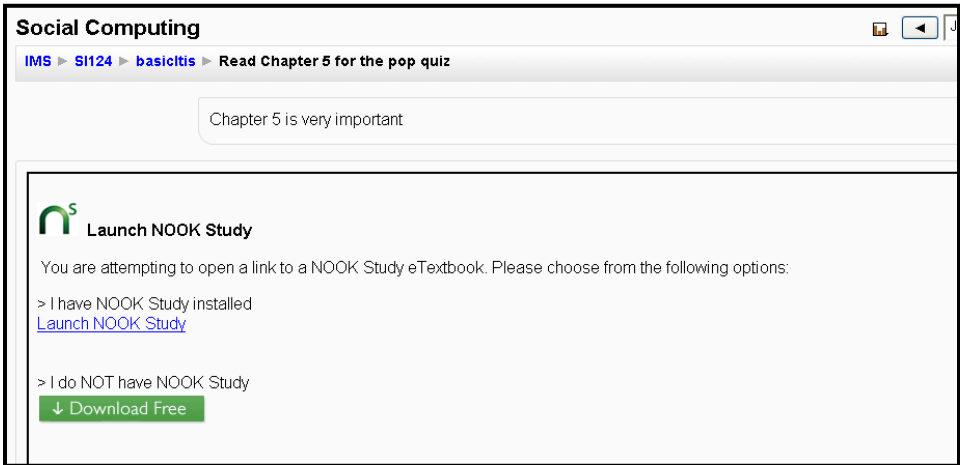 Social Computing
IMS ► SI124 ► basicltis ► Read Chapter 5 for the pop quiz
Chapter 5 is very important
n s
Launch NOOK Study
You are attempting to open a link to a NOOK Study eTextbook. Please choose from the following options:
> I have NOOK Study installed
Launch NOOK Study
> I do NOT have NOOK Study
↓ Download Free